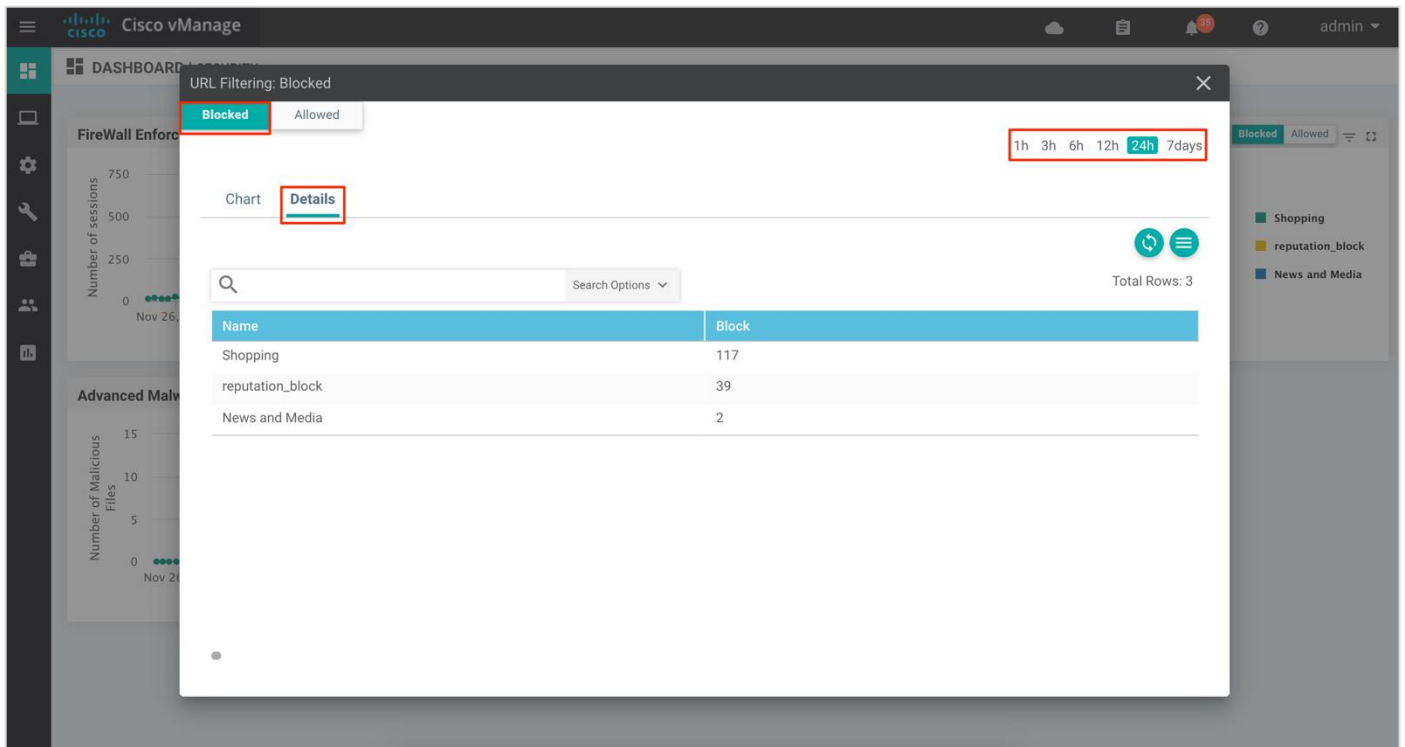 cisco Cisco vManage
35
admin
DASHBOARD
URL Filtering: Blocked
Blocked Allowed
1h 3h 6h 12h 24h 7days
Chart Details
Search Options
Total Rows: 3
Name Block
Shopping 117
reputation_block 39
News and Media 2
FireWall Enforc
Number of sessions
750
500
250
0
Nov 26,
Blocked Allowed
Shopping
reputation_block
News and Media
Advanced Malw
Number of Malicious
Files
15
10
5
0
Nov 26